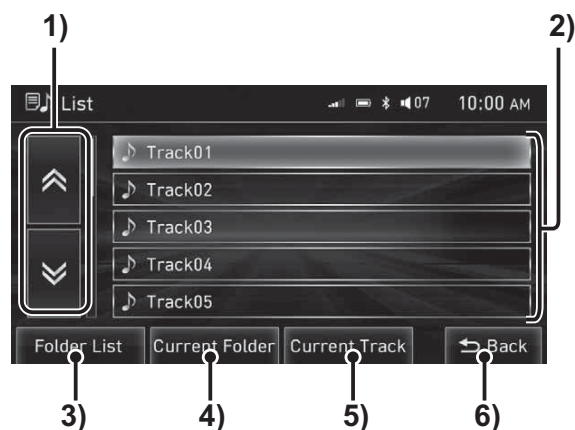 1)
2)
List
07 10:00 AM
Track01
Track02
Track03
Track04
Track05
Folder List Current Folder Current Track Back
3)
4)
5)
6)